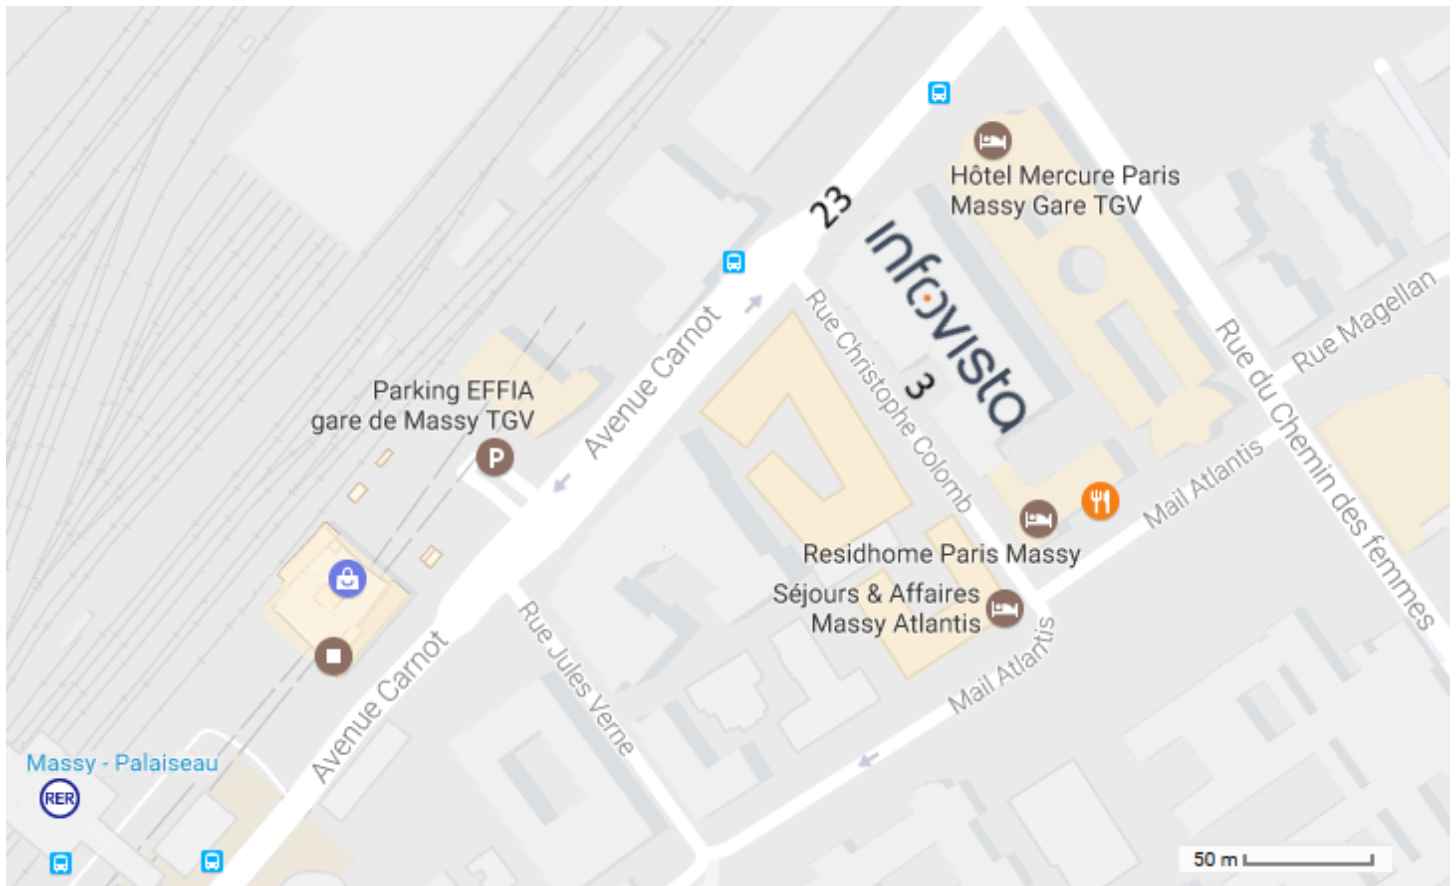 Hôtel Mercure Paris
Massy Gare TGV
23
infovista
3
Rue Christophe Colomb
Avenue Carnot
Rue Magellan
Rue du Chemin des femmes
Parking EFFIA
gare de Massy TGV
P
Mail Atlantis
Residhome Paris Massy
Séjours & Affaires
Massy Atlantis
Mail Atlantis
Rue Jules Verne
Avenue Carnot
Massy - Palaiseau
RER
50 m